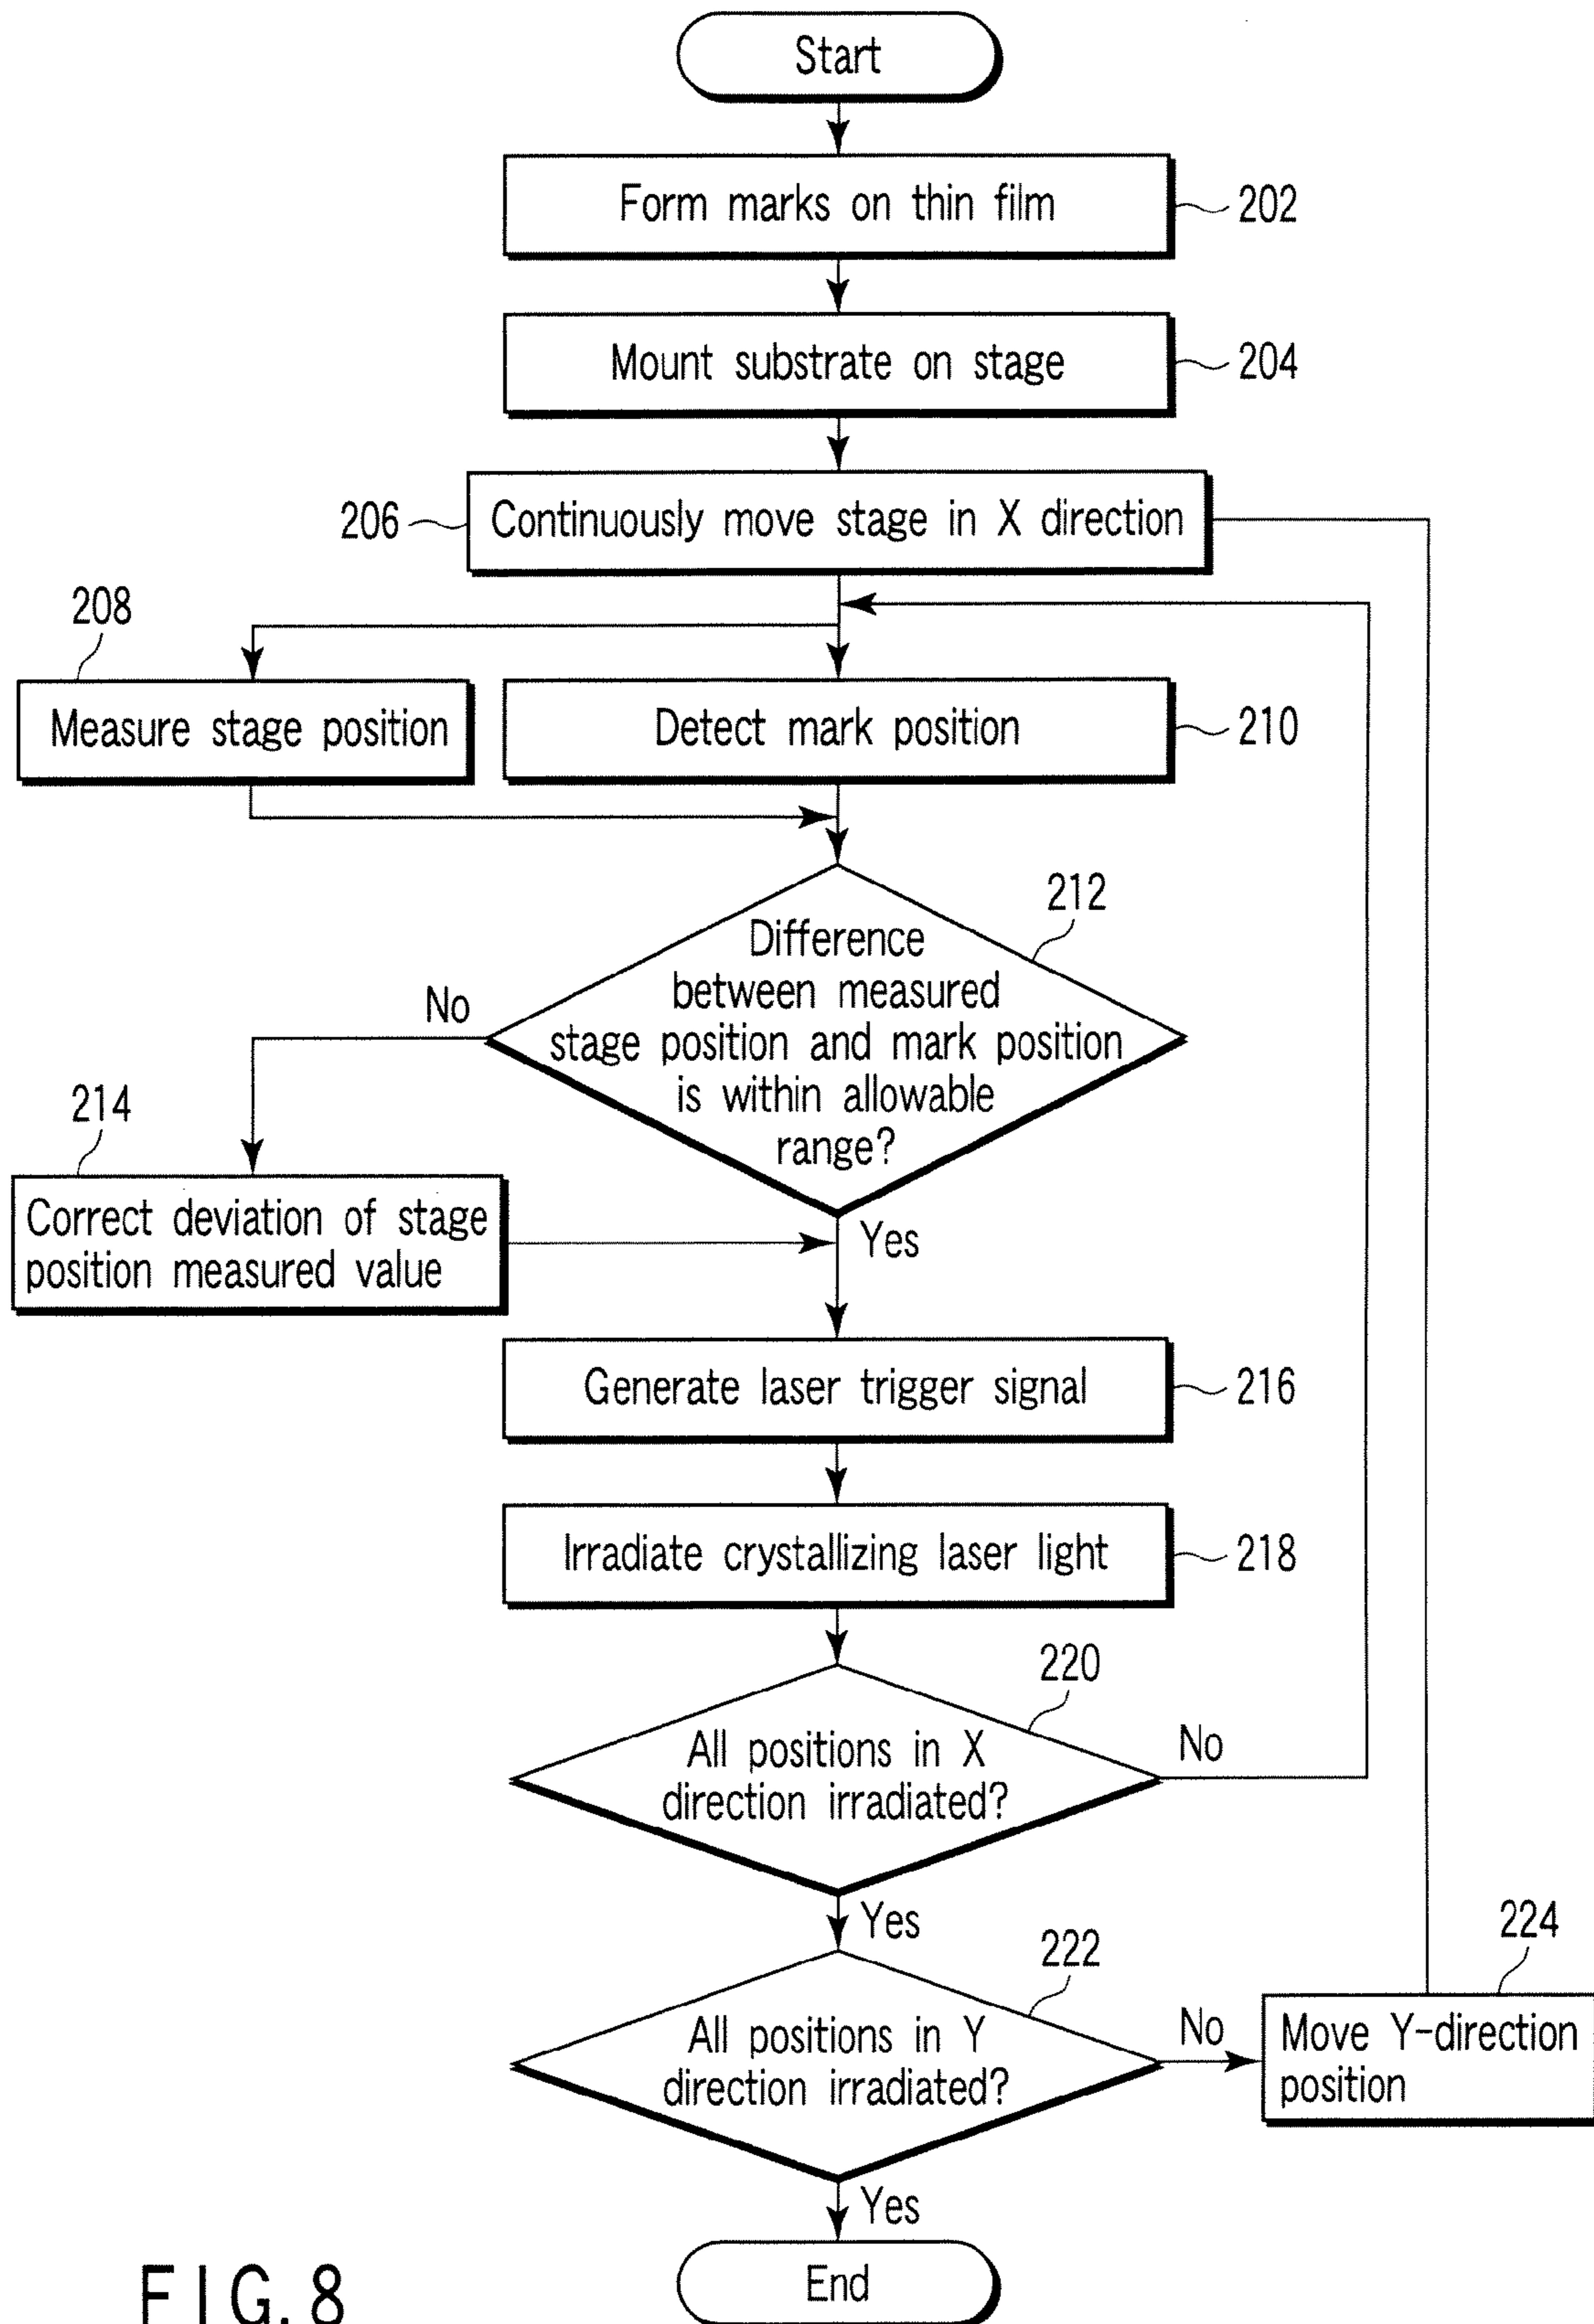 Start
Form marks on thin film
202
Mount substrate on stage
204
206
Continuously move stage in X direction
208
Measure stage position
Detect mark position
210
212
Difference
between measured
stage position and mark position
is within allowable
range?
No
214
Correct deviation of stage
position measured value
Yes
Generate laser trigger signal
216
Irradiate crystallizing laser light
218
220
All positions in X
direction irradiated?
No
Yes
222
224
All positions in Y
direction irradiated?
No
Move Y-direction
position
Yes
End
FIG. 8